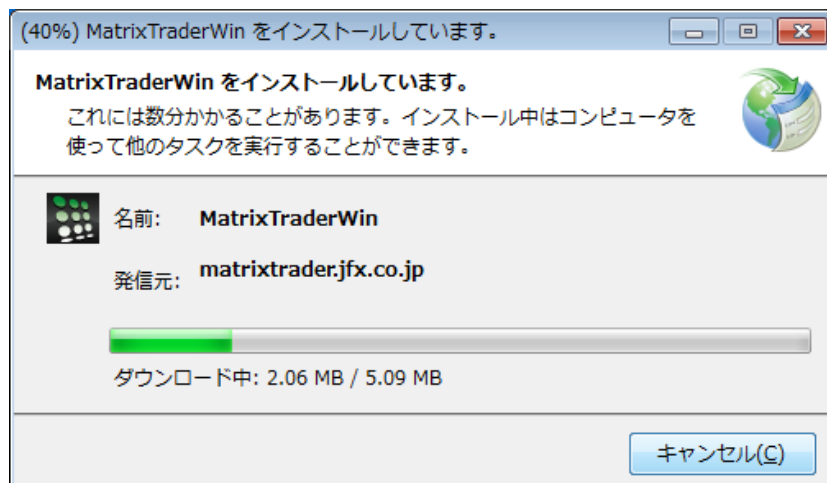 (40%) MatrixTraderWin をインストールしています。
MatrixTraderWin をインストールしています。
これには数分かかることがあります。インストール中はコンピュータを
使って他のタスクを実行することができます。
名前: MatrixTraderWin
発信元: matrixtrader.jfx.co.jp
ダウンロード中: 2.06 MB / 5.09 MB
キャンセル(C)